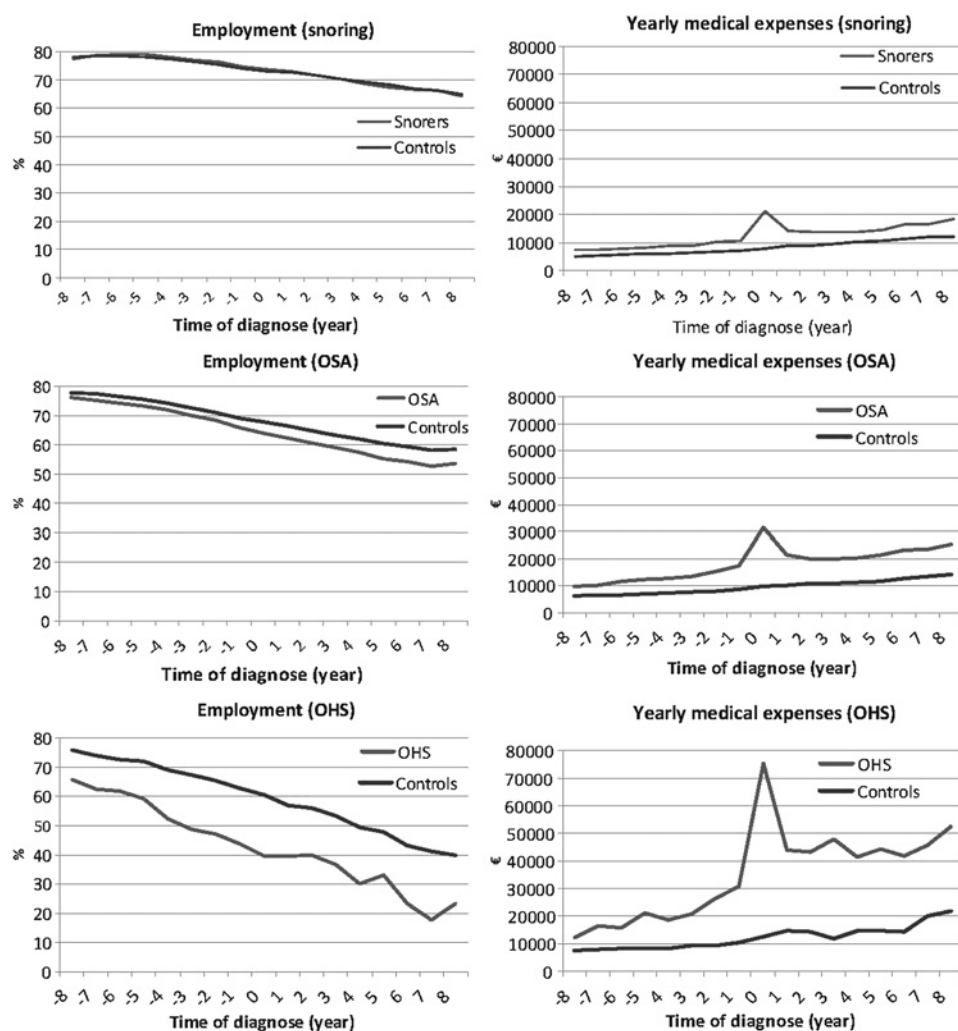 Employment (snoring)
80
70
60
50
40
30
20
10
0
%
Snorers
Controls
-8 -7 -6 -5 -4 -3 -2 -1 0 1 2 3 4 5 6 7 8
Time of diagnose (year)
Yearly medical expenses (snoring)
80000
70000
60000
50000
40000
30000
20000
10000
0
€
Snorers
Controls
-8 -7 -6 -5 -4 -3 -2 -1 0 1 2 3 4 5 6 7 8
Time of diagnose (year)
Employment (OSA)
80
70
60
50
40
30
20
10
0
%
OSA
Controls
-8 -7 -6 -5 -4 -3 -2 -1 0 1 2 3 4 5 6 7 8
Time of diagnose (year)
Yearly medical expenses (OSA)
80000
70000
60000
50000
40000
30000
20000
10000
0
€
OSA
Controls
-8 -7 -6 -5 -4 -3 -2 -1 0 1 2 3 4 5 6 7 8
Time of diagnose (year)
Employment (OHS)
80
70
60
50
40
30
20
10
0
%
OHS
Controls
-8 -7 -6 -5 -4 -3 -2 -1 0 1 2 3 4 5 6 7 8
Time of diagnose (year)
Yearly medical expenses (OHS)
80000
70000
60000
50000
40000
30000
20000
10000
0
€
OHS
Controls
-8 -7 -6 -5 -4 -3 -2 -1 0 1 2 3 4 5 6 7 8
Time of diagnose (year)